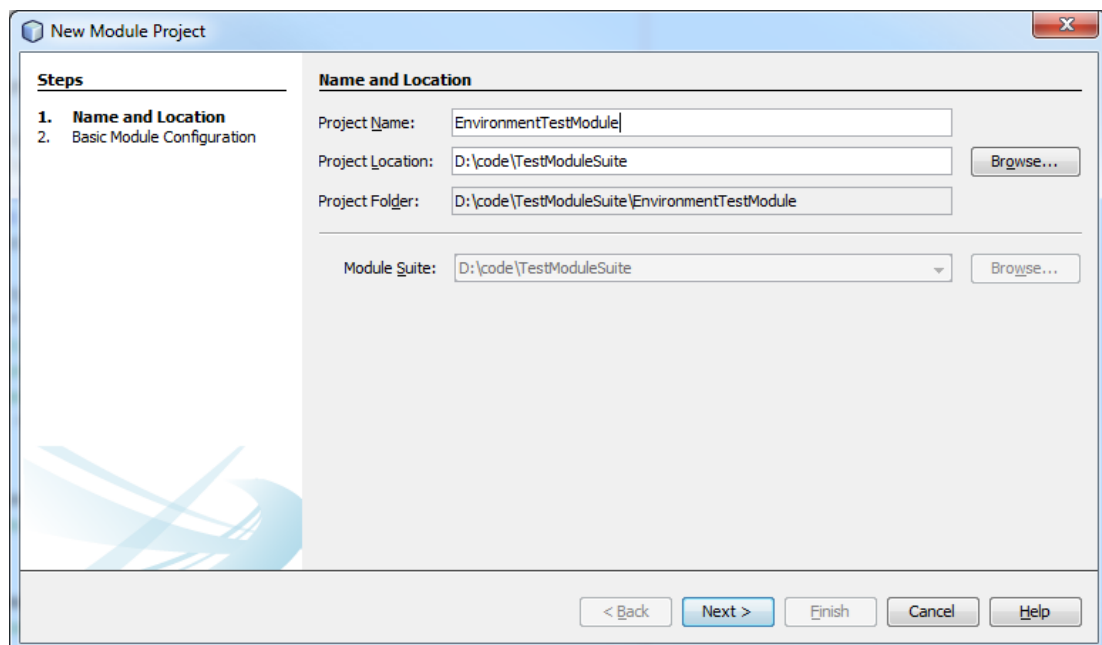 New Module Project
Steps
1. Name and Location
2. Basic Module Configuration
Name and Location
Project Name: EnvironmentTestModule
Project Location: D:\code\TestModuleSuite Browse...
Project Folder: D:\code\TestModuleSuite\EnvironmentTestModule
Module Suite: D:\code\TestModuleSuite Browse...
< Back Next > Finish Cancel Help